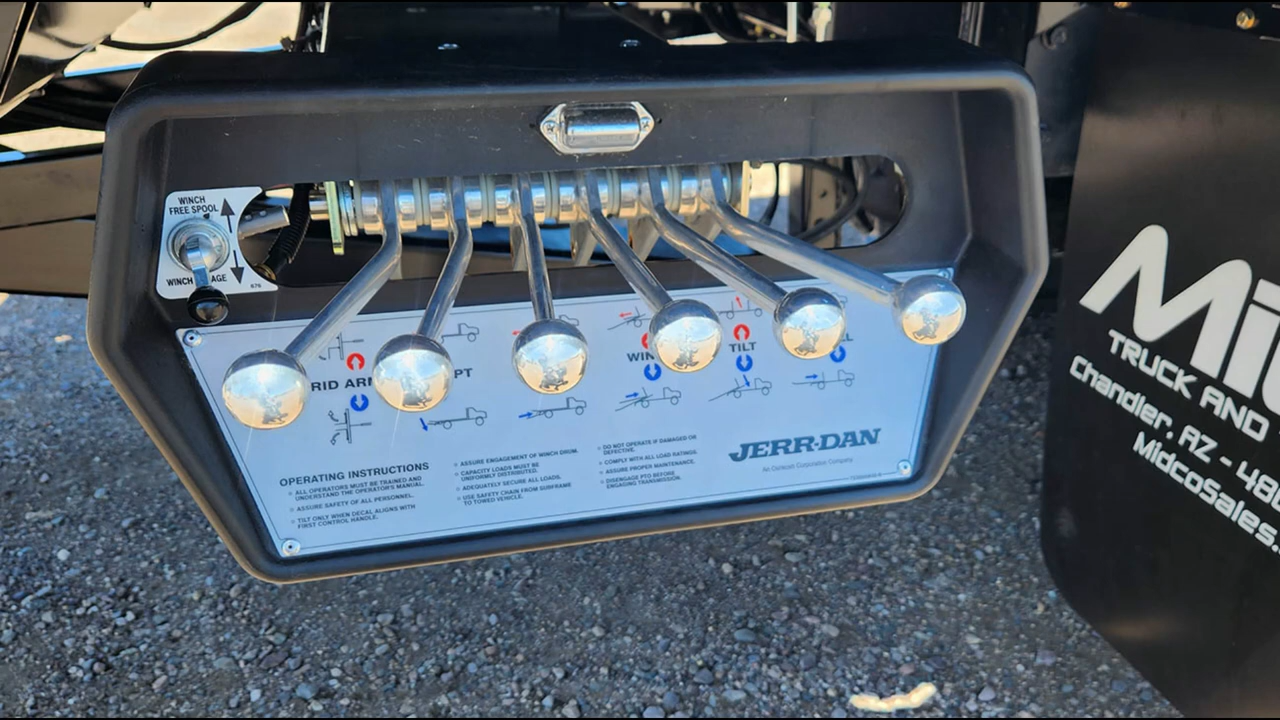 WINCH
FREE SPOOL
WINCH AGE
676
RID AR PT
WIN
TILT
JERR-DAN
An Oshkosh Corporation Company
OPERATING INSTRUCTIONS
ALL OPERATORS MUST BE TRAINED AND
UNDERSTAND THE OPERATOR'S MANUAL.
ASSURE SAFETY OF ALL PERSONNEL.
TILT ONLY WHEN DECAL ALIGNS WITH
FIRST CONTROL HANDLE.
ASSURE ENGAGEMENT OF WINCH DRUM.
CAPACITY LOADS MUST BE
UNIFORMLY DISTRIBUTED.
ADEQUATELY SECURE ALL LOADS.
USE SAFETY CHAIN FROM SUBFRAME
TO TOWED VEHICLE.
DO NOT OPERATE IF DAMAGED OR
DEFECTIVE.
COMPLY WITH ALL LOAD RATINGS.
ASSURE PROPER MAINTENANCE.
DISENGAGE PTO BEFORE
ENGAGING TRANSMISSION.
Mi
TRUCK AND
Chandler, AZ - 480
MidcoSales.